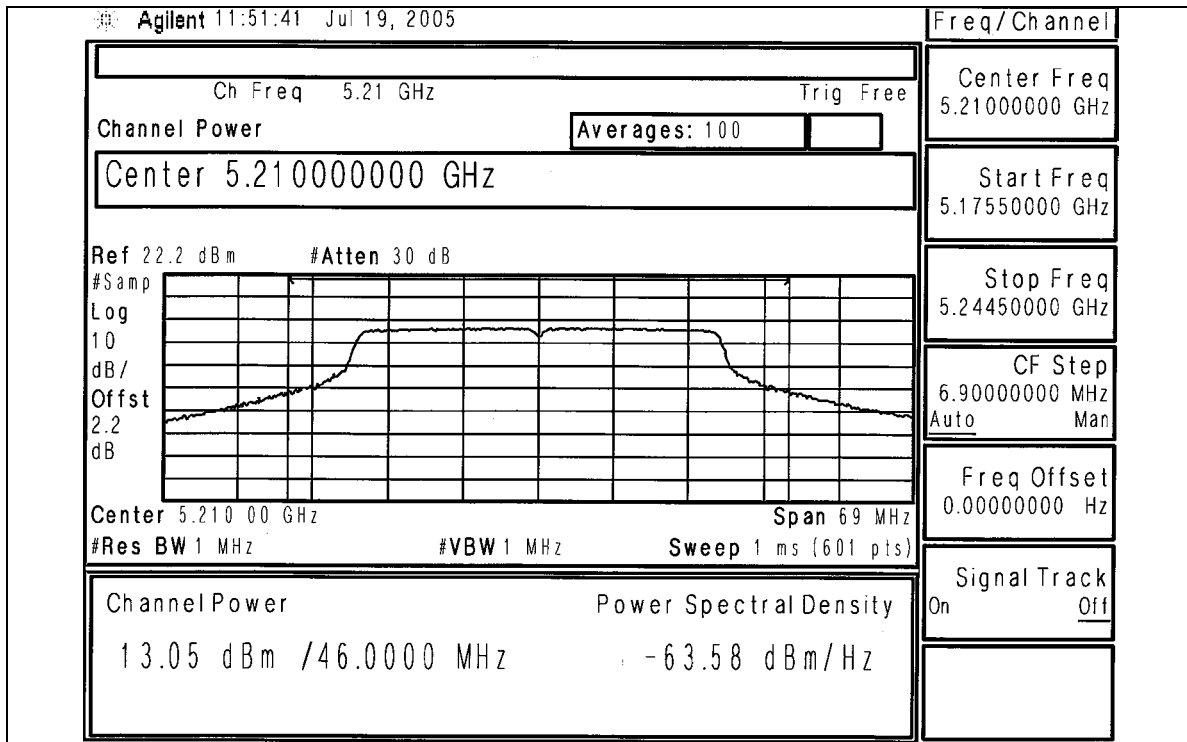 Agilent 11:51:41 Jul 19, 2005
Freq/Channel
Ch Freq 5.21 GHz
Trig Free
Channel Power
Averages: 100
Center 5.210000000 GHz
Ref 22.2 dBm
#Atten 30 dB
#Samp
Log
10
dB/
Offst
2.2
dB
Center 5.210 00 GHz
Span 69 MHz
#Res BW 1 MHz
#VBW 1 MHz
Sweep 1 ms (601 pts)
Channel Power
Power Spectral Density
13.05 dBm /46.0000 MHz
-63.58 dBm/Hz
Center Freq
5.21000000 GHz
Start Freq
5.17550000 GHz
Stop Freq
5.24450000 GHz
CF Step
6.90000000 MHz
Auto Man
Freq Offset
0.00000000 Hz
Signal Track
On Off